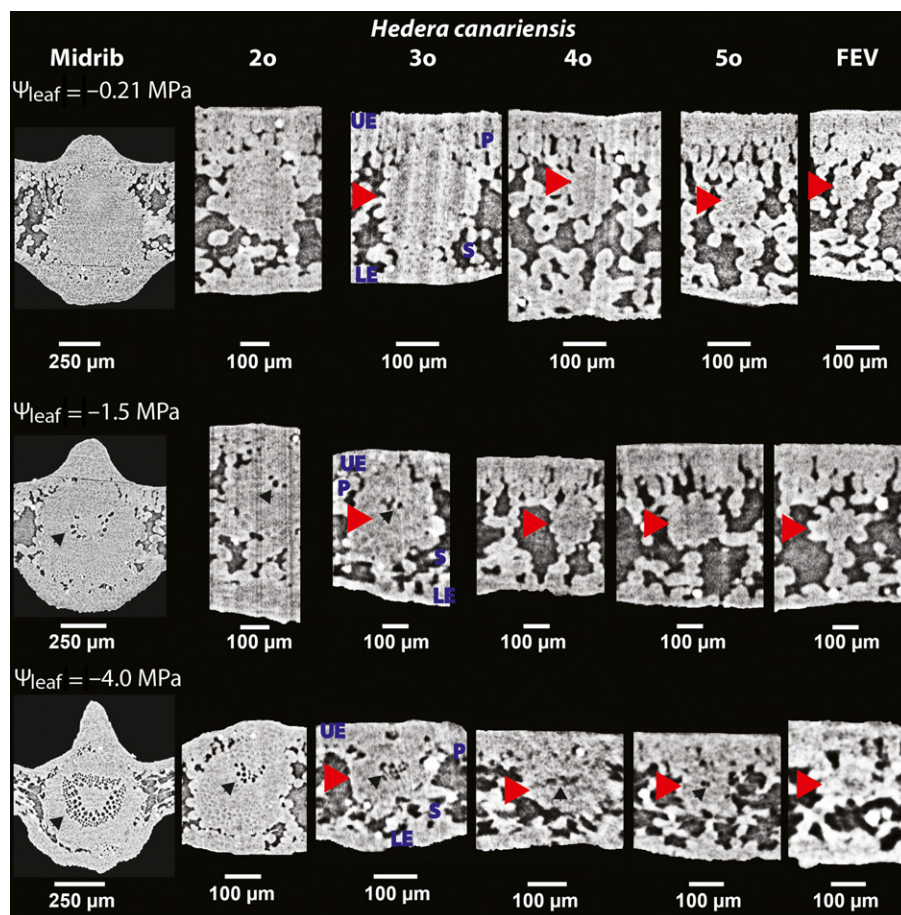 Hedera canariensis
Midrib 2o 3o 4o 5o FEV
Ψleaf = –0.21 MPa
UE
P
S
LE
250 µm 100 µm 100 µm 100 µm 100 µm 100 µm
Ψleaf = –1.5 MPa
UE
P
S
LE
250 µm 100 µm 100 µm 100 µm 100 µm 100 µm
Ψleaf = –4.0 MPa
UE
P
S
LE
250 µm 100 µm 100 µm 100 µm 100 µm 100 µm